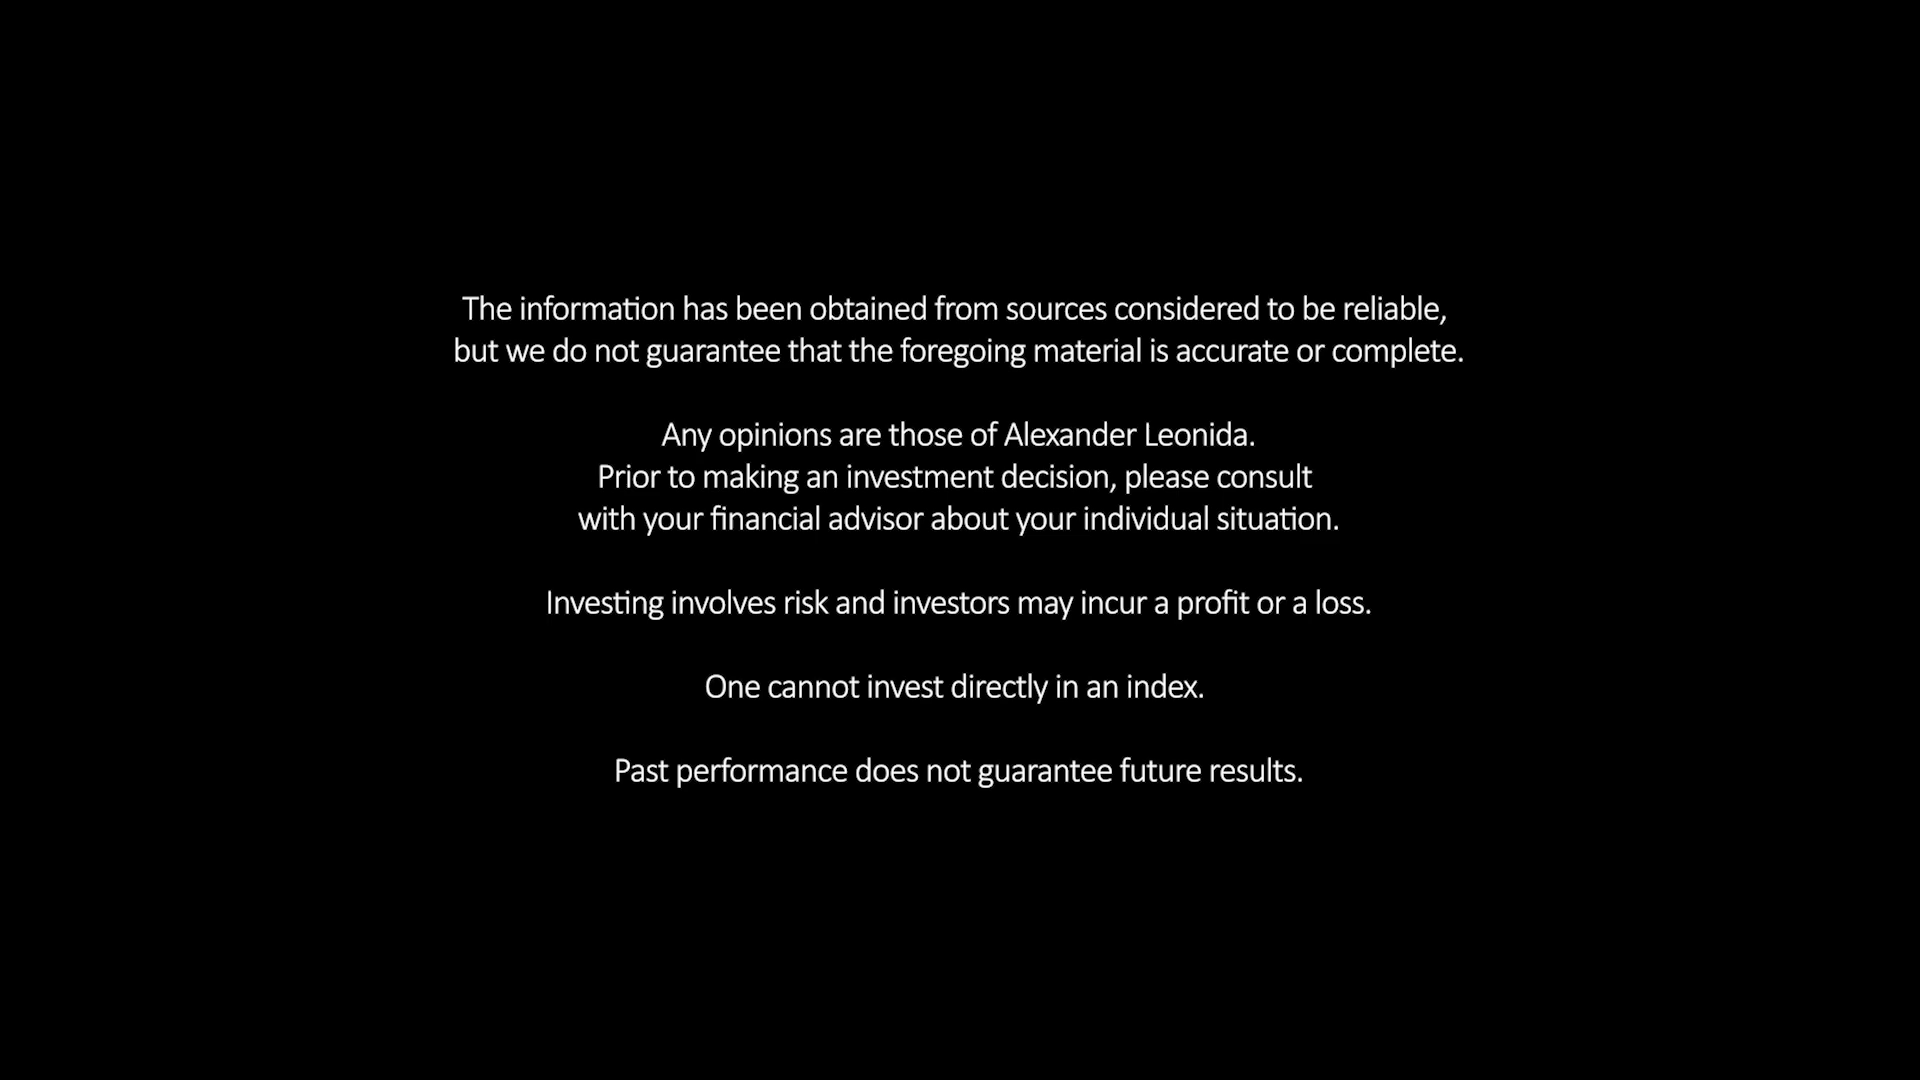 The information has been obtained from sources considered to be reliable,
but we do not guarantee that the foregoing material is accurate or complete.
Any opinions are those of Alexander Leonida.
Prior to making an investment decision, please consult
with your financial advisor about your individual situation.
Investing involves risk and investors may incur a profit or a loss.
One cannot invest directly in an index.
Past performance does not guarantee future results.